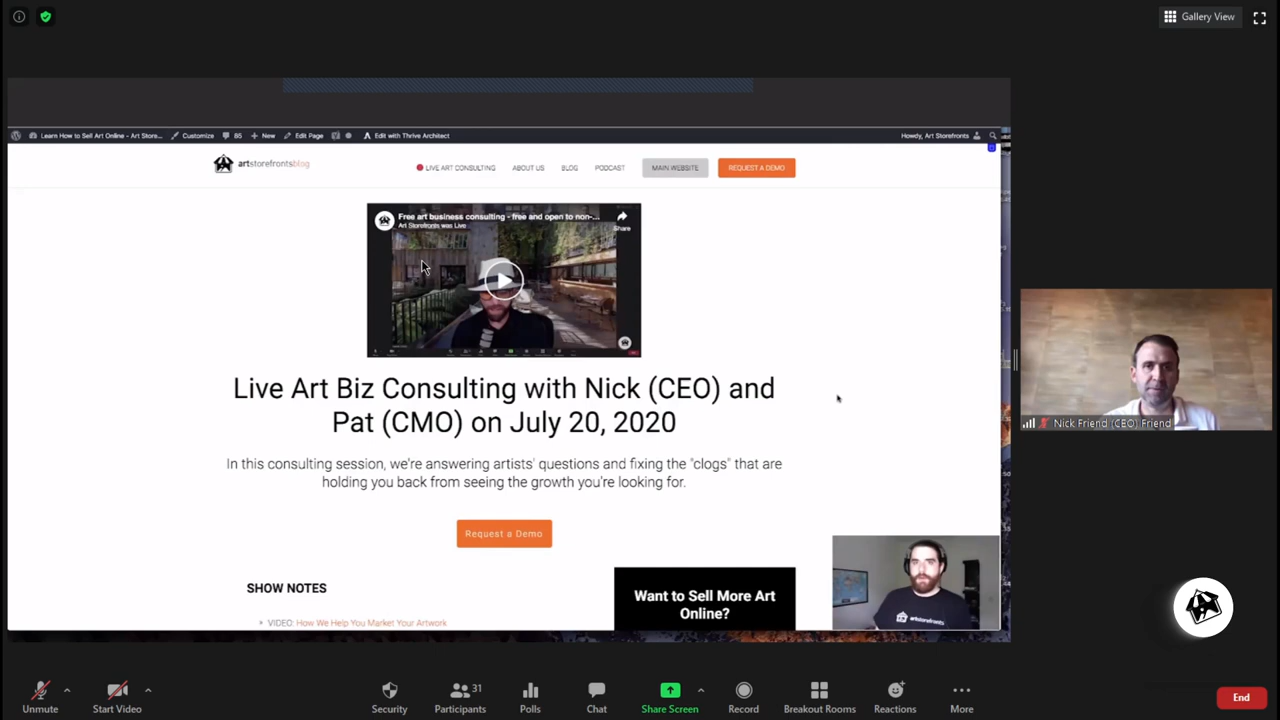 Gallery View
Learn How to Sell Art Online - Art Store...
Customize
85
New
Edit Page
Edit with Thrive Architect
Howdy, Art Storefronts
artstorefrontsblog
LIVE ART CONSULTING
ABOUT US
BLOG
PODCAST
MAIN WEBSITE
REQUEST A DEMO
Free art business consulting - free and open to non-...
Art Storefronts was Live
Share
Live Art Biz Consulting with Nick (CEO) and
Pat (CMO) on July 20, 2020
In this consulting session, we're answering artists' questions and fixing the "clogs" that are
holding you back from seeing the growth you're looking for.
Request a Demo
SHOW NOTES
VIDEO: How We Help You Market Your Artwork
Want to Sell More Art
Online?
artstorefronts
Nick Friend (CEO) Friend
Unmute
Start Video
Security
Participants
31
Polls
Chat
Share Screen
Record
Breakout Rooms
Reactions
More
End